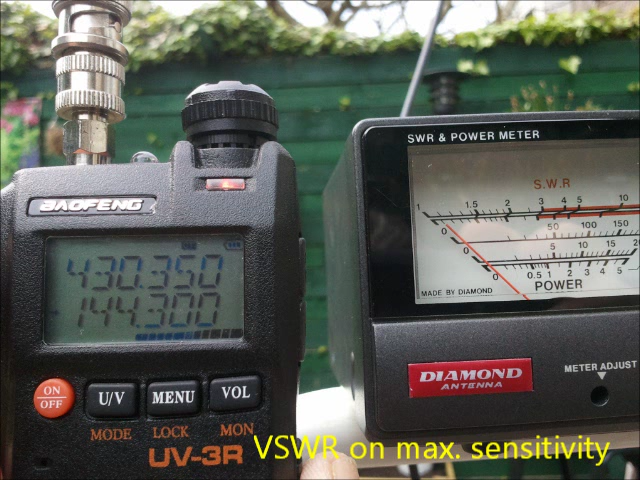 BAOFENG
430.350
144.300
ON
OFF
U/V
MENU
VOL
MODE
LOCK
MON
UV-3R
SWR & POWER METER
S.W.R
1 1.5 2 3 4 5 10
0 50 100 150
0 5 10 15 20
0 0.5 1 2 3 4 5
POWER
MADE BY DIAMOND
DIAMOND
ANTENNA
METER ADJUST
VSWR on max. sensitivity